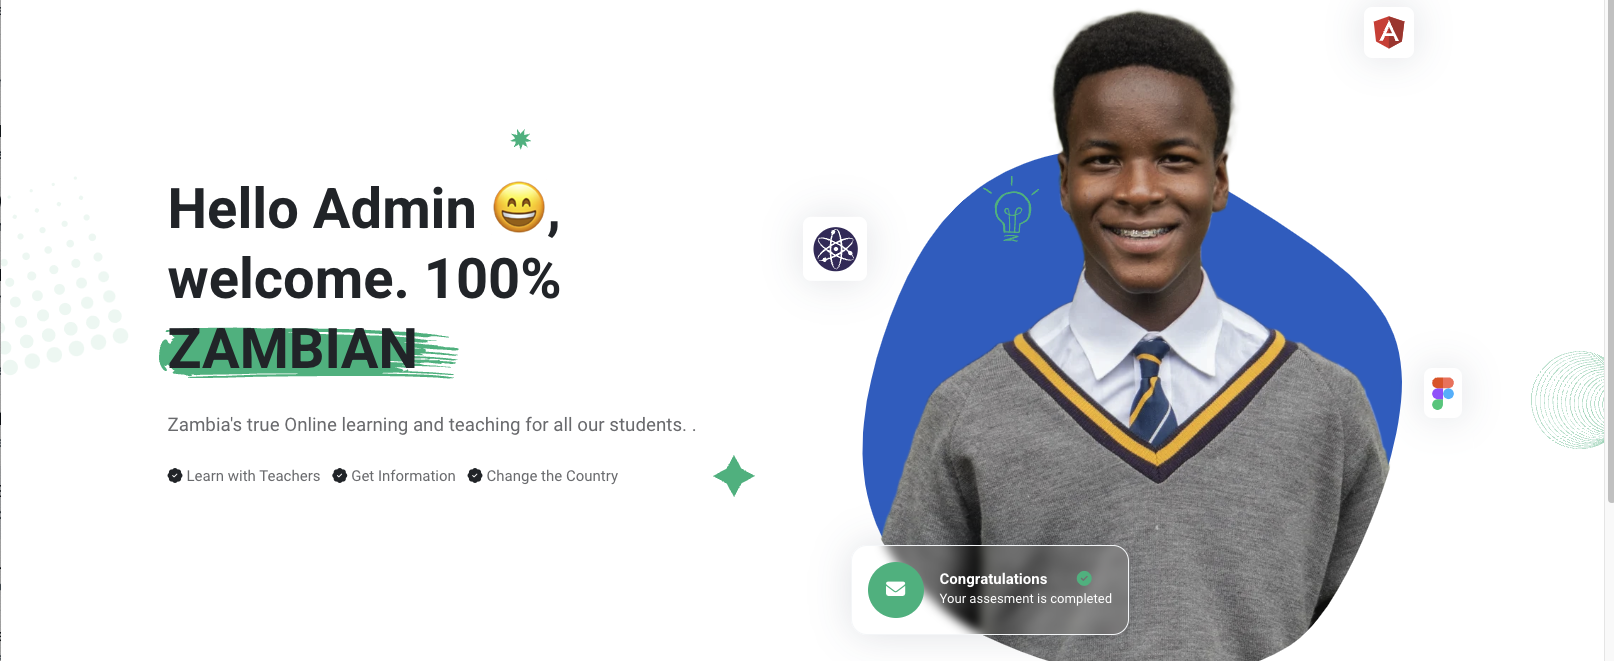 Hello Admin 😄,
welcome. 100%
ZAMBIAN
Zambia's true Online learning and teaching for all our students. .
Learn with Teachers Get Information Change the Country
Congratulations
Your assesment is completed